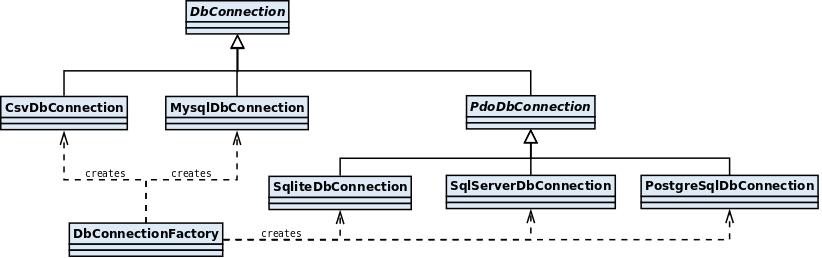 DbConnection
CsvDbConnection
MysqlDbConnection
PdoDbConnection
creates
creates
SqliteDbConnection
SqlServerDbConnection
PostgreSqlDbConnection
DbConnectionFactory
creates